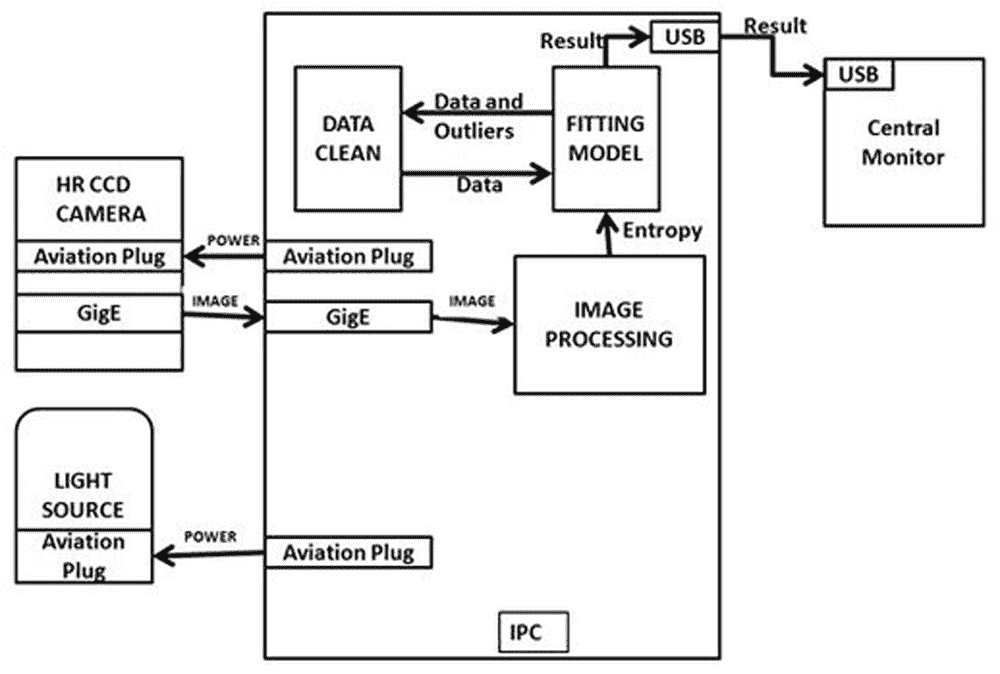 Result
USB
Result
USB
Central
Monitor
DATA
CLEAN
Data and
Outliers
Data
FITTING
MODEL
HR CCD
CAMERA
Aviation Plug
POWER
Aviation Plug
Entropy
GigE
IMAGE
GigE
IMAGE
IMAGE
PROCESSING
LIGHT
SOURCE
Aviation
Plug
POWER
Aviation Plug
IPC